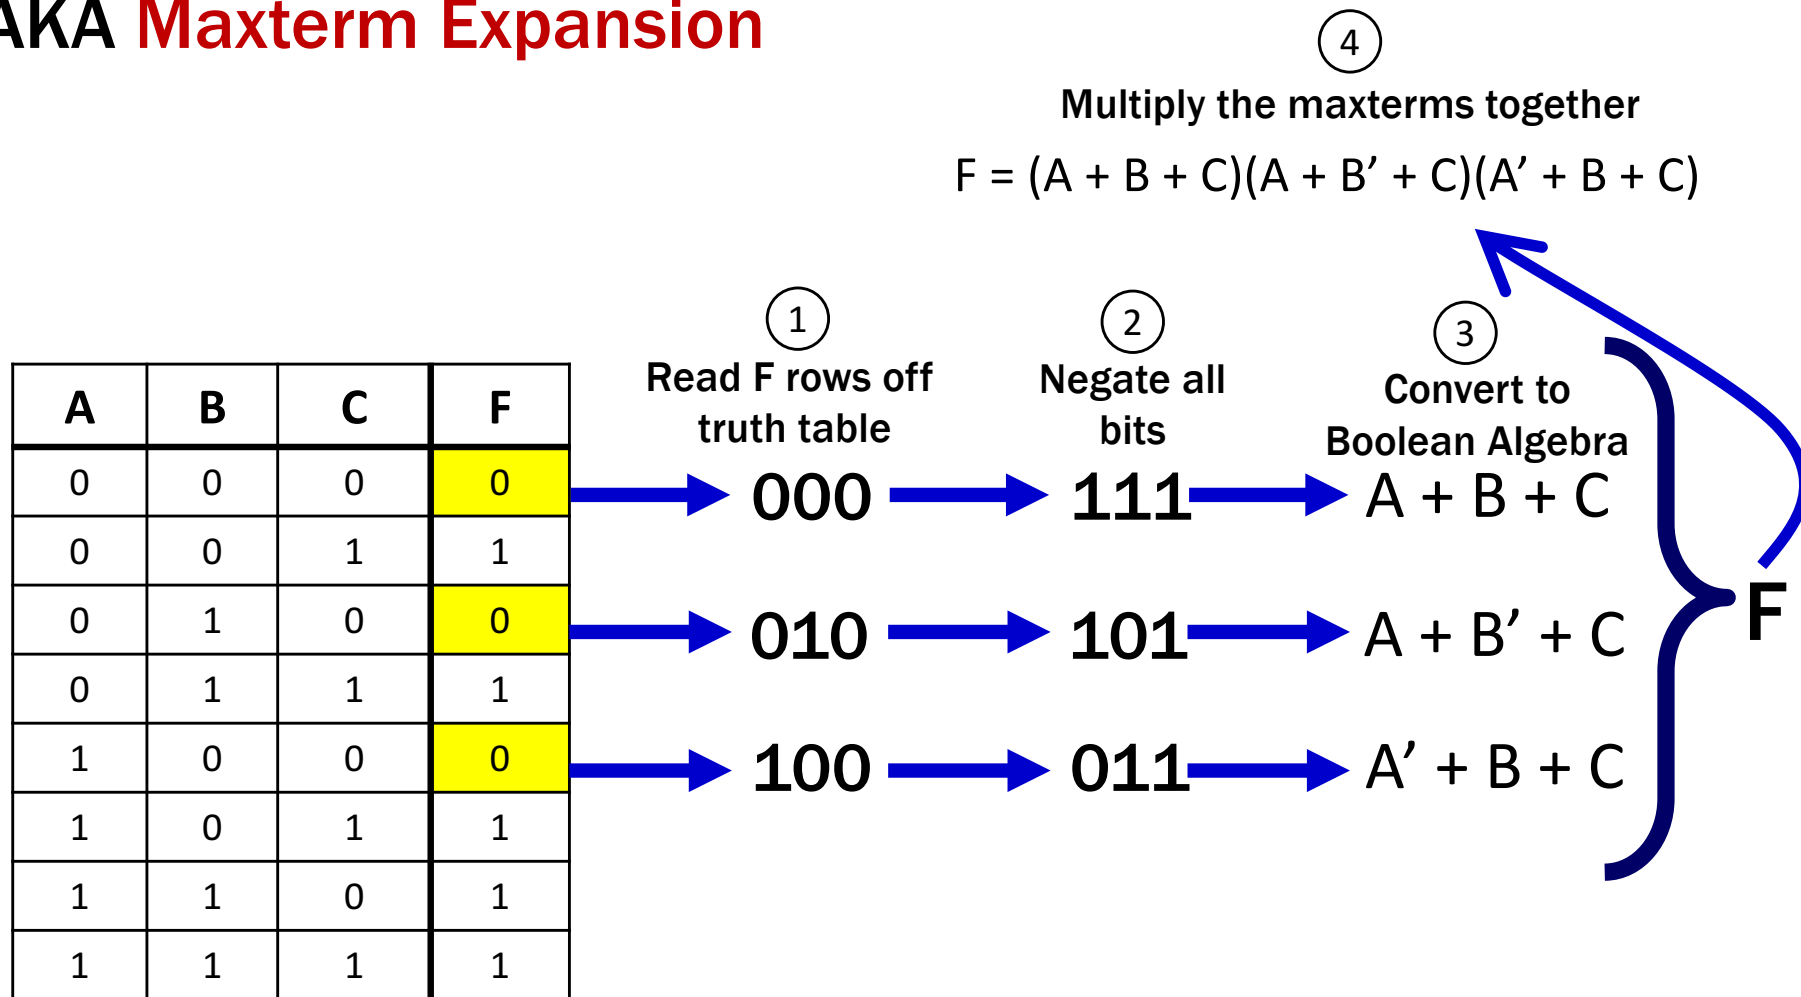 AKA Maxterm Expansion
4
Multiply the maxterms together
F = (A + B + C)(A + B′ + C)(A′ + B + C)
1
Read F rows off
truth table
2
Negate all
bits
3
Convert to
Boolean Algebra
A B C F
0 0 0 0
000 111 A + B + C
0 0 1 1
0 1 0 0
010 101 A + B′ + C
F
0 1 1 1
1 0 0 0
100 011 A′ + B + C
1 0 1 1
1 1 0 1
1 1 1 1